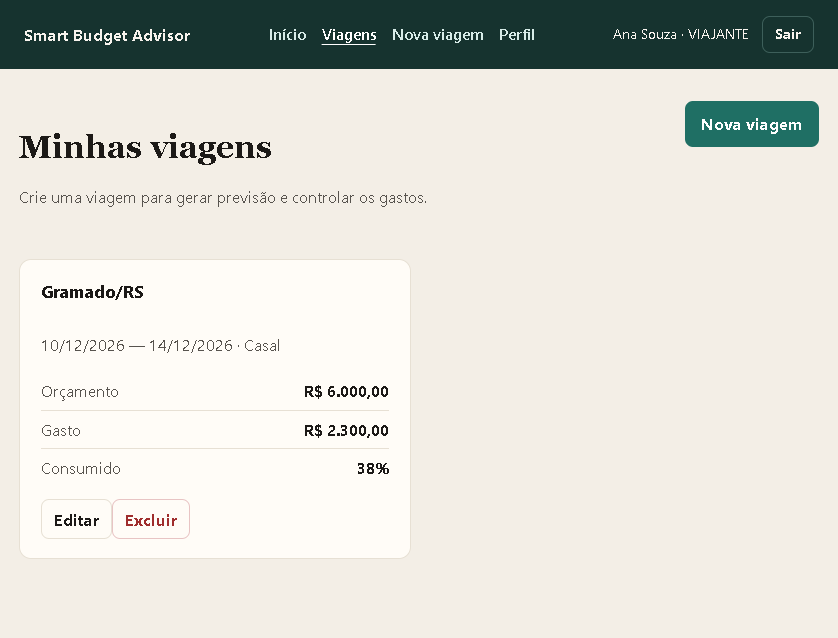 Smart Budget Advisor
Início Viagens Nova viagem Perfil
Ana Souza · VIAJANTE
Sair
Nova viagem
Minhas viagens
Crie uma viagem para gerar previsão e controlar os gastos.
Gramado/RS
10/12/2026 — 14/12/2026 · Casal
Orçamento R$ 6.000,00
Gasto R$ 2.300,00
Consumido 38%
Editar Excluir